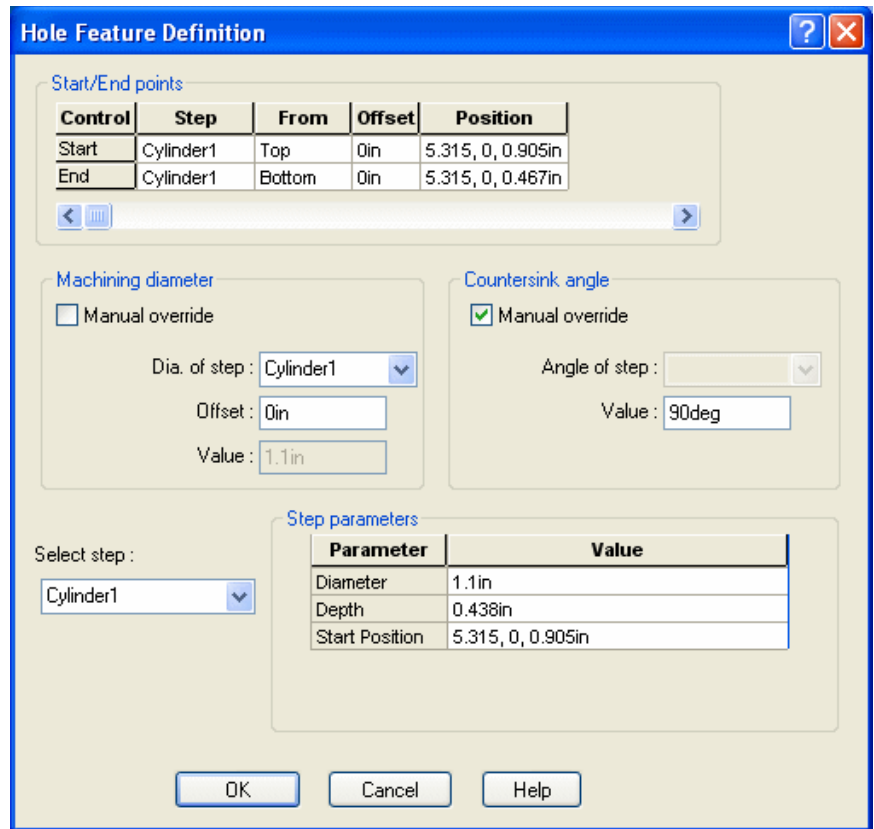 Hole Feature Definition
Start/End points
Control Step From Offset Position
Start Cylinder1 Top 0in 5.315, 0, 0.905in
End Cylinder1 Bottom 0in 5.315, 0, 0.467in
Machining diameter
Manual override
Dia. of step : Cylinder1
Offset : 0in
Value : 1.1in
Countersink angle
Manual override
Angle of step :
Value : 90deg
Select step :
Cylinder1
Step parameters
Parameter Value
Diameter 1.1in
Depth 0.438in
Start Position 5.315, 0, 0.905in
OK Cancel Help